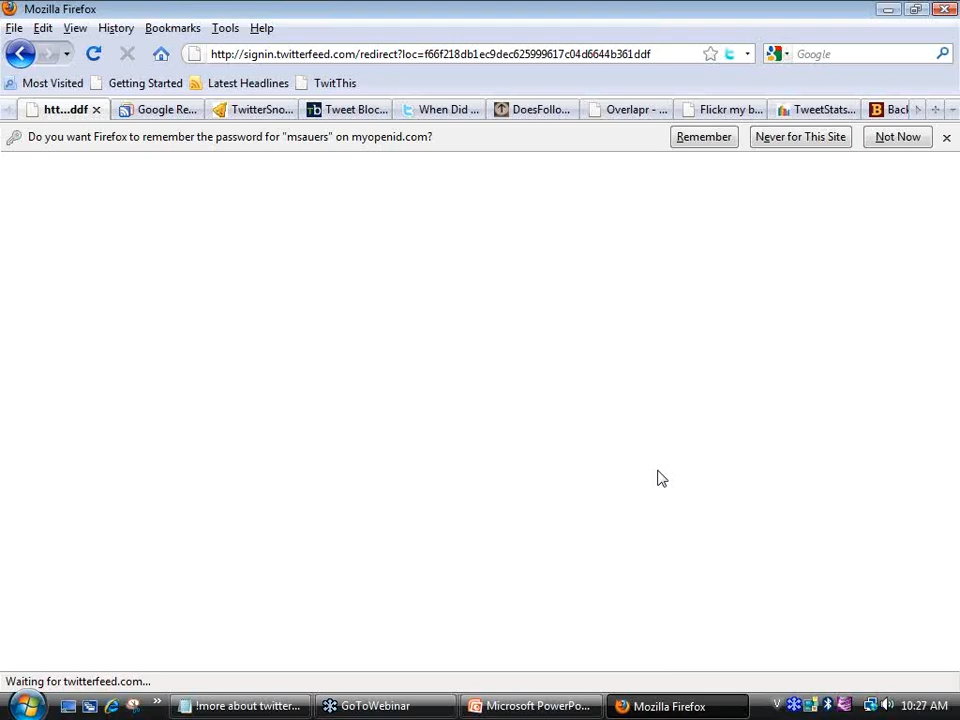 Mozilla Firefox
File Edit View History Bookmarks Tools Help
http://signin.twitterfeed.com/redirect?loc=f66f218db1ec9dec625999617c04d6644b361ddf Google
Most Visited Getting Started Latest Headlines TwitThis
htt...ddf Google Re... TwitterSno... Tweet Bloc... When Did ... DoesFollo... Overlapr - ... Flickr my b... TweetStats... Back
Do you want Firefox to remember the password for "msauers" on myopenid.com? Remember Never for This Site Not Now
Waiting for twitterfeed.com...
!more about twitter... GoToWebinar Microsoft PowerPo... Mozilla Firefox V 10:27 AM